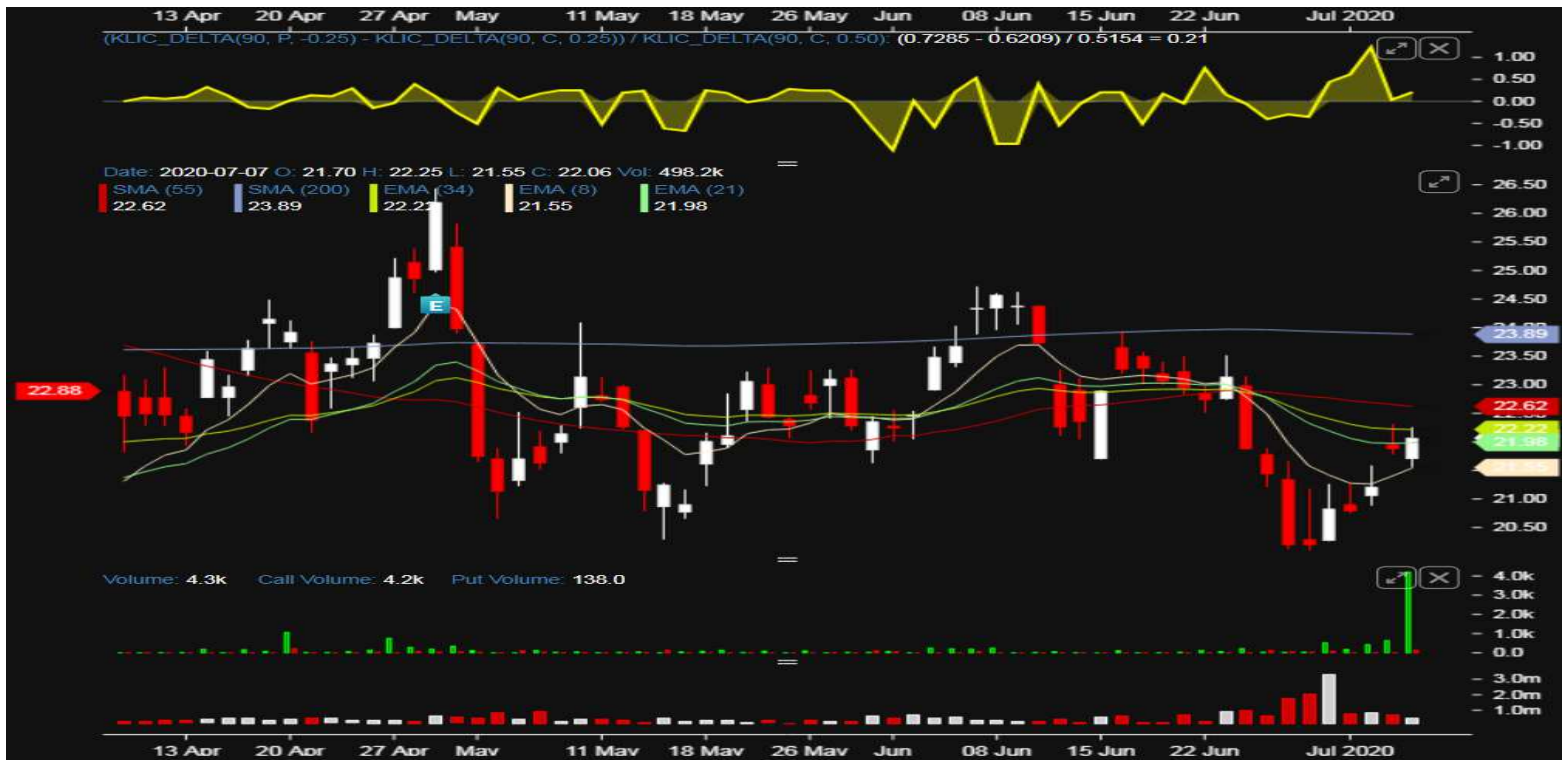 13 Apr 20 Apr 27 Apr May 11 May 18 May 26 May Jun 08 Jun 15 Jun 22 Jun Jul 2020
(KLIC_DELTA(90, P, -0.25) - KLIC_DELTA(90, C, 0.25)) / KLIC_DELTA(90, C, 0.50): (0.7285 - 0.6209) / 0.5154 = 0.21
1.00
0.50
0.00
-0.50
-1.00
Date: 2020-07-07 O: 21.70 H: 22.25 L: 21.55 C: 22.06 Vol: 498.2k
SMA (55) SMA (200) EMA (34) EMA (8) EMA (21)
22.62 23.89 22.22 21.55 21.98
26.50
26.00
25.50
25.00
24.50
E
23.89
23.50
23.00
22.88
22.62
22.22
21.98
21.55
21.00
20.50
Volume: 4.3k Call Volume: 4.2k Put Volume: 138.0
4.0k
3.0k
2.0k
1.0k
0.0
3.0m
2.0m
1.0m
13 Apr 20 Apr 27 Apr May 11 May 18 May 26 May Jun 08 Jun 15 Jun 22 Jun Jul 2020